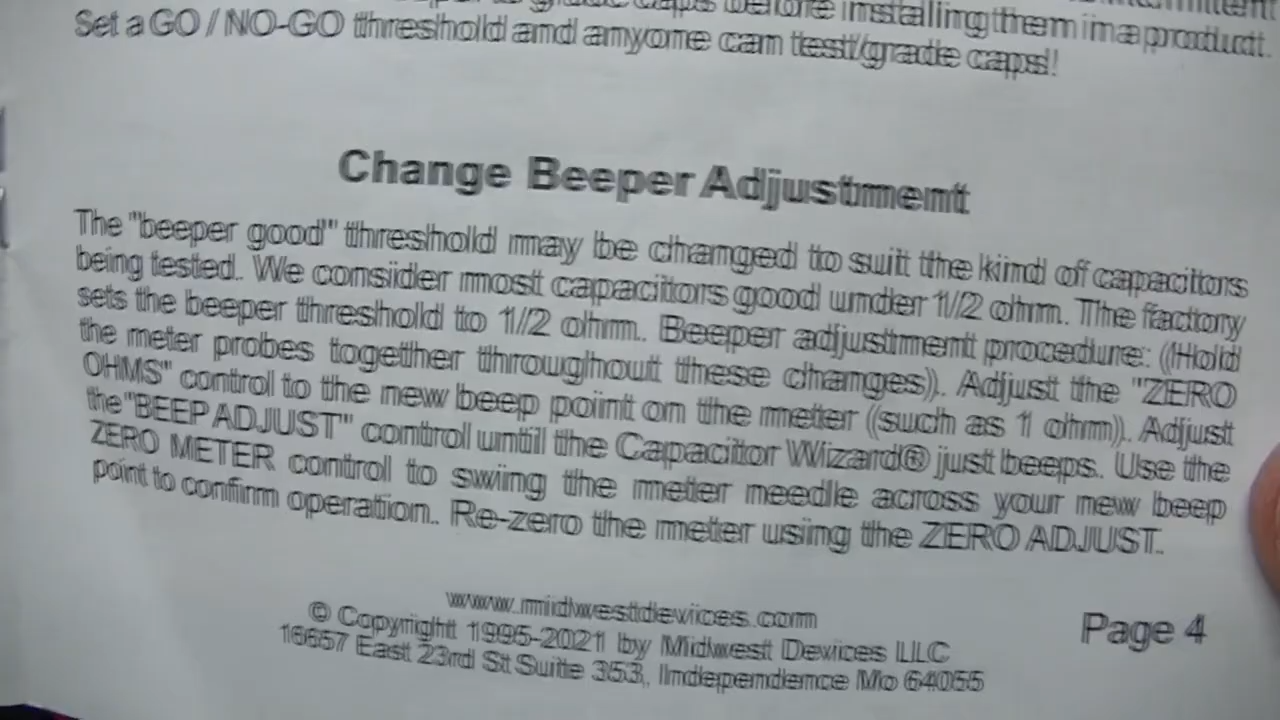 grade caps before installing them in a product.
Set a GO / NO-GO threshold and anyone can test/grade caps!
Change Beeper Adjustment
The "beeper good" threshold may be changed to suit the kind of capacitors
being tested. We consider most capacitors good under 1/2 ohm. The factory
sets the beeper threshold to 1/2 ohm. Beeper adjustment procedure: (Hold
the meter probes together throughout these changes). Adjust the "ZERO
OHMS" control to the new beep point on the meter (such as 1 ohm). Adjust
the "BEEP ADJUST" control until the Capacitor Wizard® just beeps. Use the
ZERO METER control to swing the meter needle across your new beep
point to confirm operation. Re-zero the meter using the ZERO ADJUST.
www.midwestdevices.com
© Copyright 1995-2021 by Midwest Devices LLC
16657 East 23rd St Suite 353, Independence Mo 64055
Page 4